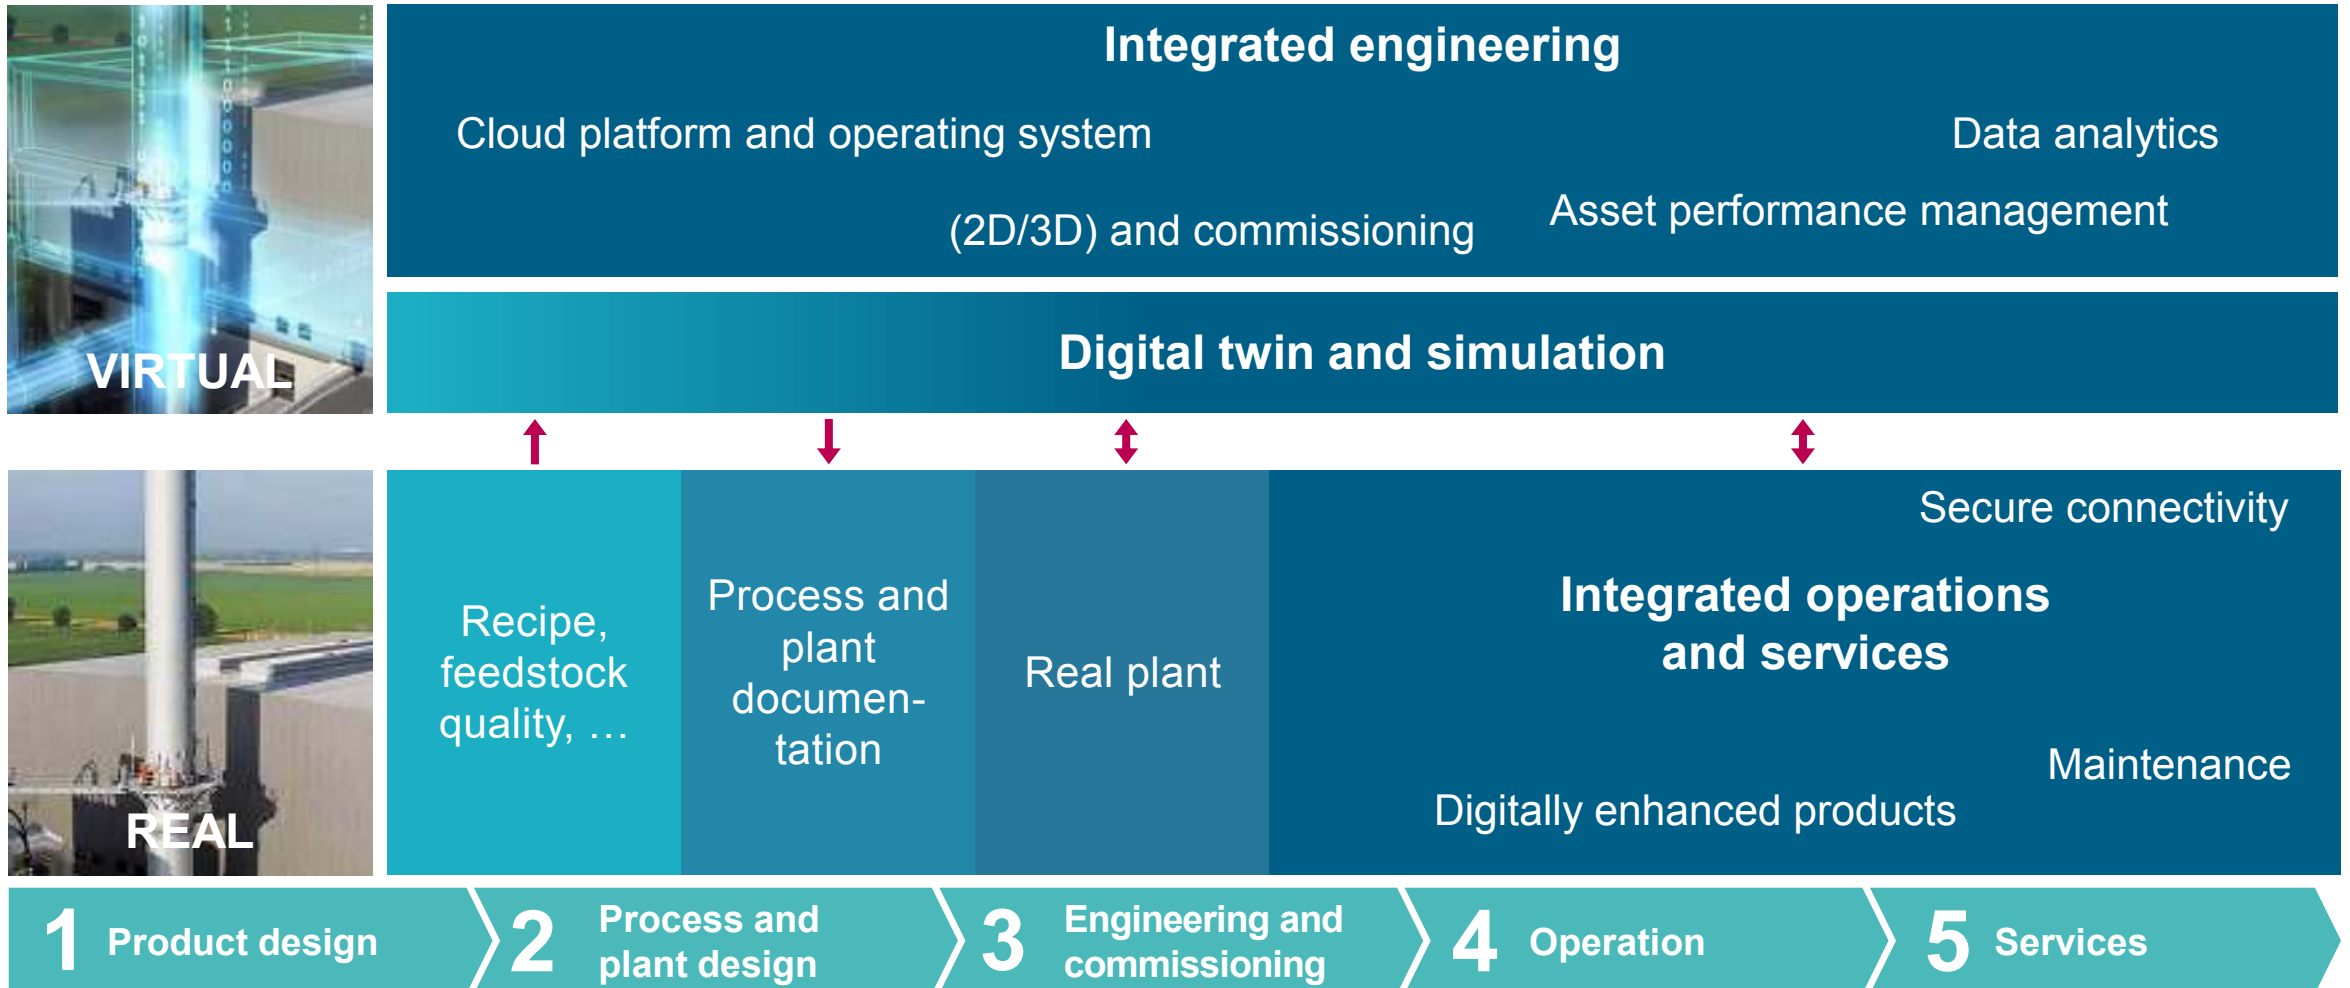 Integrated engineering
Cloud platform and operating system
Data analytics
(2D/3D) and commissioning
Asset performance management
VIRTUAL
Digital twin and simulation
REAL
Recipe,
feedstock
quality, …
Process and
plant
documen-
tation
Real plant
Secure connectivity
Integrated operations
and services
Maintenance
Digitally enhanced products
1 Product design
2 Process and
plant design
3 Engineering and
commissioning
4 Operation
5 Services